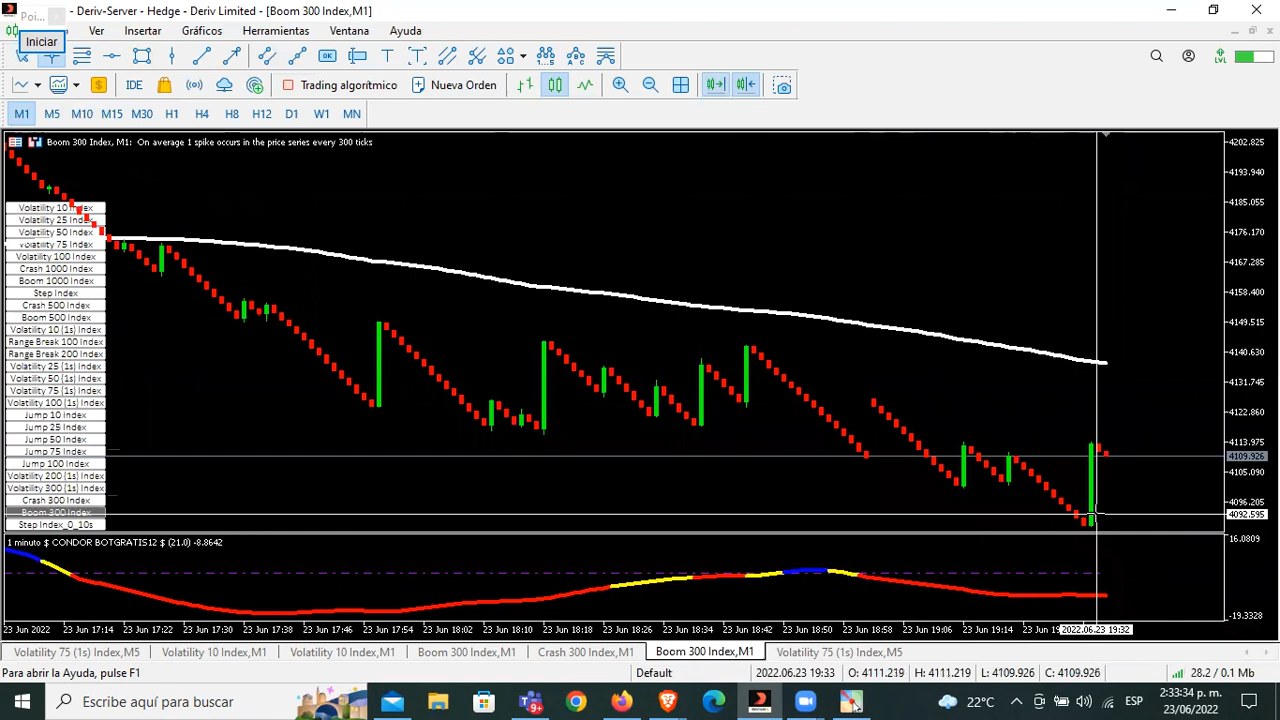 Poi...
- Deriv-Server - Hedge - Deriv Limited - [Boom 300 Index,M1]
Iniciar
Ver Insertar Gráficos Herramientas Ventana Ayuda
OK T T
LVL
$ IDE Trading algorítmico Nueva Orden
M1 M5 M10 M15 M30 H1 H4 H8 H12 D1 W1 MN
Boom 300 Index, M1: On average 1 spike occurs in the price series every 300 ticks
Volatility 10 Index
Volatility 25 Index
Volatility 50 Index
Volatility 75 Index
Volatility 100 Index
Crash 1000 Index
Boom 1000 Index
Step Index
Crash 500 Index
Boom 500 Index
Volatility 10 (1s) Index
Range Break 100 Index
Range Break 200 Index
Volatility 25 (1s) Index
Volatility 50 (1s) Index
Volatility 75 (1s) Index
Volatility 100 (1s) Index
Jump 10 Index
Jump 25 Index
Jump 50 Index
Jump 75 Index
Jump 100 Index
Volatility 200 (1s) Index
Volatility 300 (1s) Index
Crash 300 Index
Boom 300 Index
Step Index_0_10s
4202.825
4193.940
4185.055
4176.170
4167.285
4158.400
4149.515
4140.630
4131.745
4122.860
4113.975
4109.926
4105.090
4096.205
4092.595
1 minuto $ CONDOR BOTGRATIS12 $ (21.0) -8.8642
16.0809
-19.3328
23 Jun 2022 23 Jun 17:14 23 Jun 17:22 23 Jun 17:30 23 Jun 17:38 23 Jun 17:46 23 Jun 17:54 23 Jun 18:02 23 Jun 18:10 23 Jun 18:18 23 Jun 18:26 23 Jun 18:34 23 Jun 18:42 23 Jun 18:50 23 Jun 18:58 23 Jun 19:06 23 Jun 19:14 23 Jun 19: 2022.06.23 19:32
Volatility 75 (1s) Index,M5 Volatility 10 Index,M1 Volatility 10 Index,M1 Boom 300 Index,M1 Crash 300 Index,M1 Boom 300 Index,M1 Volatility 75 (1s) Index,M5
Para abrir la Ayuda, pulse F1 Default 2022.06.23 19:33 O: 4111.219 H: 4111.219 L: 4109.926 C: 4109.926 28.2 / 0.1 Mb
Escribe aquí para buscar 9+ 22°C ESP 2:33:34 p. m.
23/06/2022